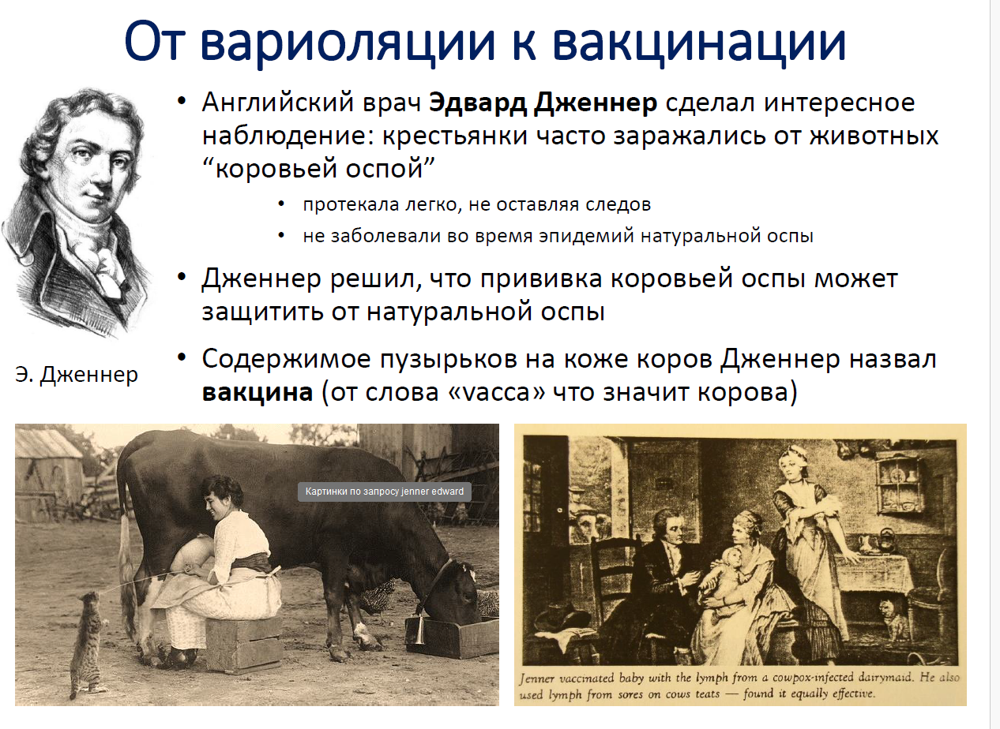 От вариоляции к вакцинации
• Английский врач Эдвард Дженнер сделал интересное
наблюдение: крестьянки часто заражались от животных
“коровьей оспой”
• протекала легко, не оставляя следов
• не заболевали во время эпидемий натуральной оспы
• Дженнер решил, что прививка коровьей оспы может
защитить от натуральной оспы
• Содержимое пузырьков на коже коров Дженнер назвал
вакцина (от слова «vacca» что значит корова)
Э. Дженнер
Картинки по запросу jenner edward
Jenner vaccinated baby with the lymph from a cowpox-infected dairymaid. He also
used lymph from sores on cows teats — found it equally effective.